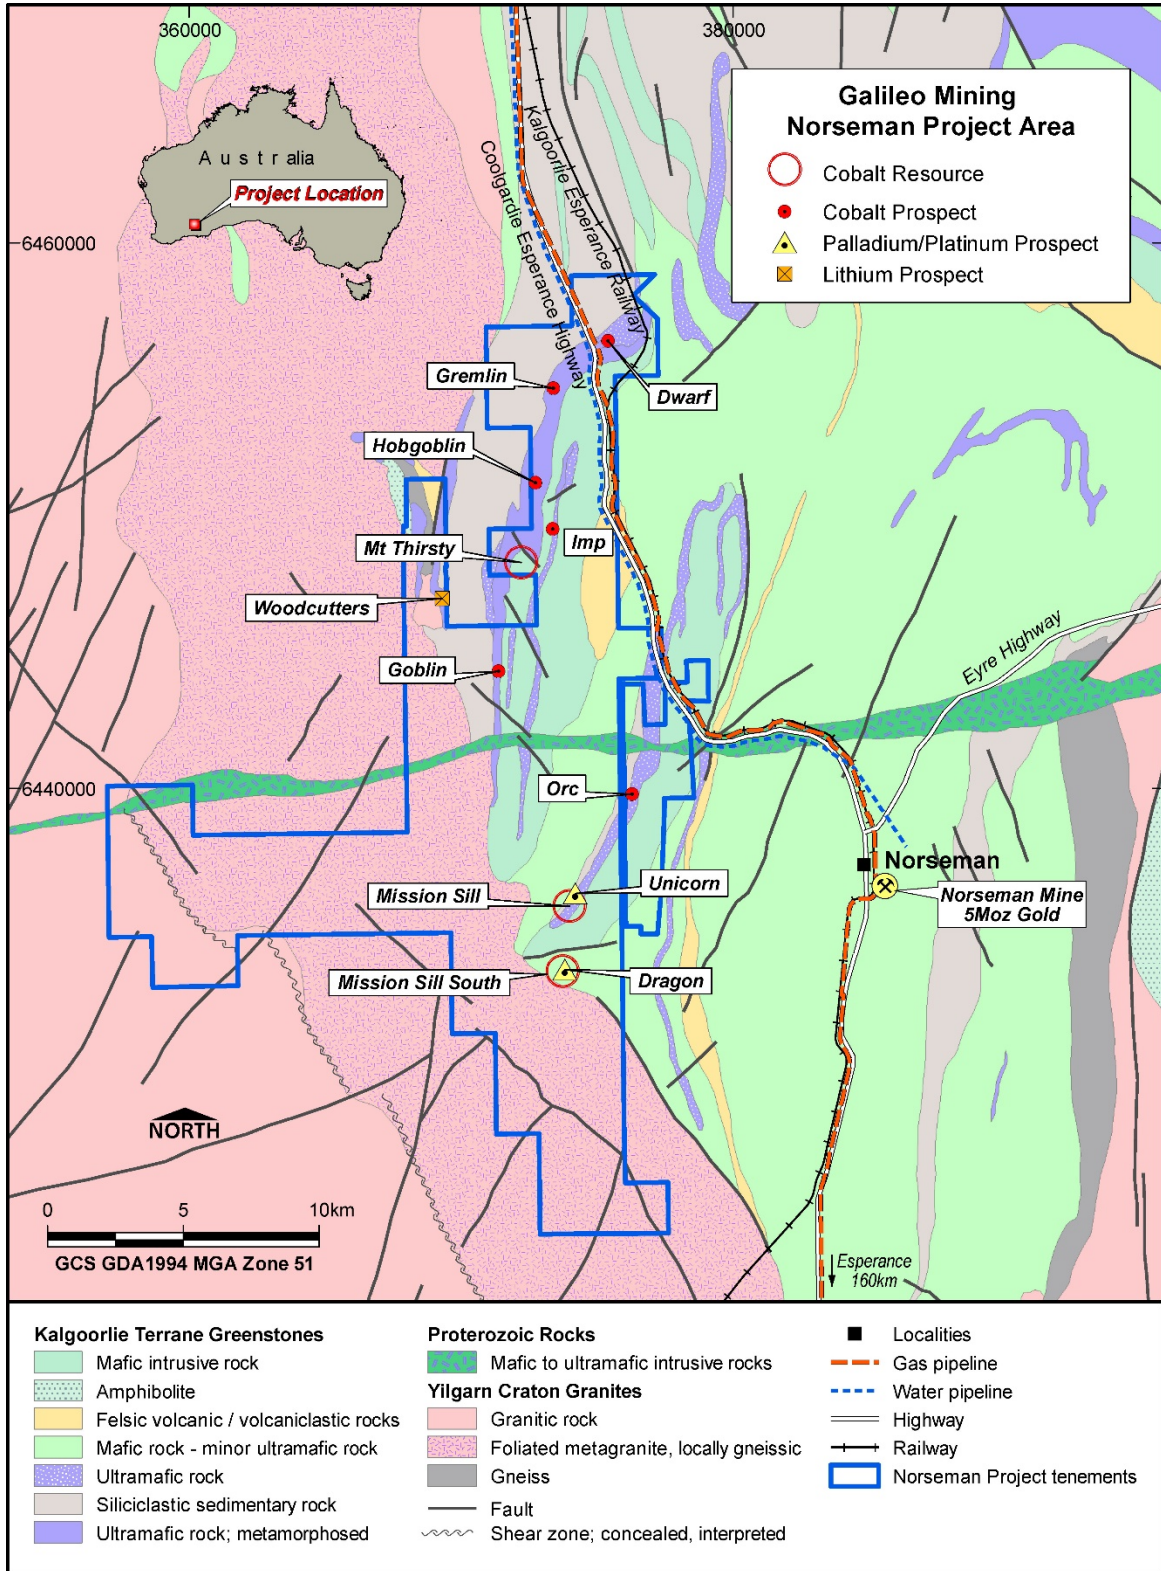 360000
380000
Galileo Mining
Norseman Project Area
Cobalt Resource
Cobalt Prospect
Palladium/Platinum Prospect
Lithium Prospect
Australia
Project Location
6460000
Kalgoorlie Esperance Railway
Coolgardie Esperance Highway
Gremlin
Dwarf
Hobgoblin
Imp
Mt Thirsty
Woodcutters
Goblin
Eyre Highway
6440000
Orc
Norseman
Unicorn
Mission Sill
Norseman Mine
5Moz Gold
Mission Sill South
Dragon
NORTH
0 5 10km
GCS GDA1994 MGA Zone 51
Esperance
160km
Kalgoorlie Terrane Greenstones
Mafic intrusive rock
Amphibolite
Felsic volcanic / volcaniclastic rocks
Mafic rock - minor ultramafic rock
Ultramafic rock
Siliciclastic sedimentary rock
Ultramafic rock; metamorphosed
Proterozoic Rocks
Mafic to ultramafic intrusive rocks
Yilgarn Craton Granites
Granitic rock
Foliated metagranite, locally gneissic
Gneiss
Fault
Shear zone; concealed, interpreted
Localities
Gas pipeline
Water pipeline
Highway
Railway
Norseman Project tenements